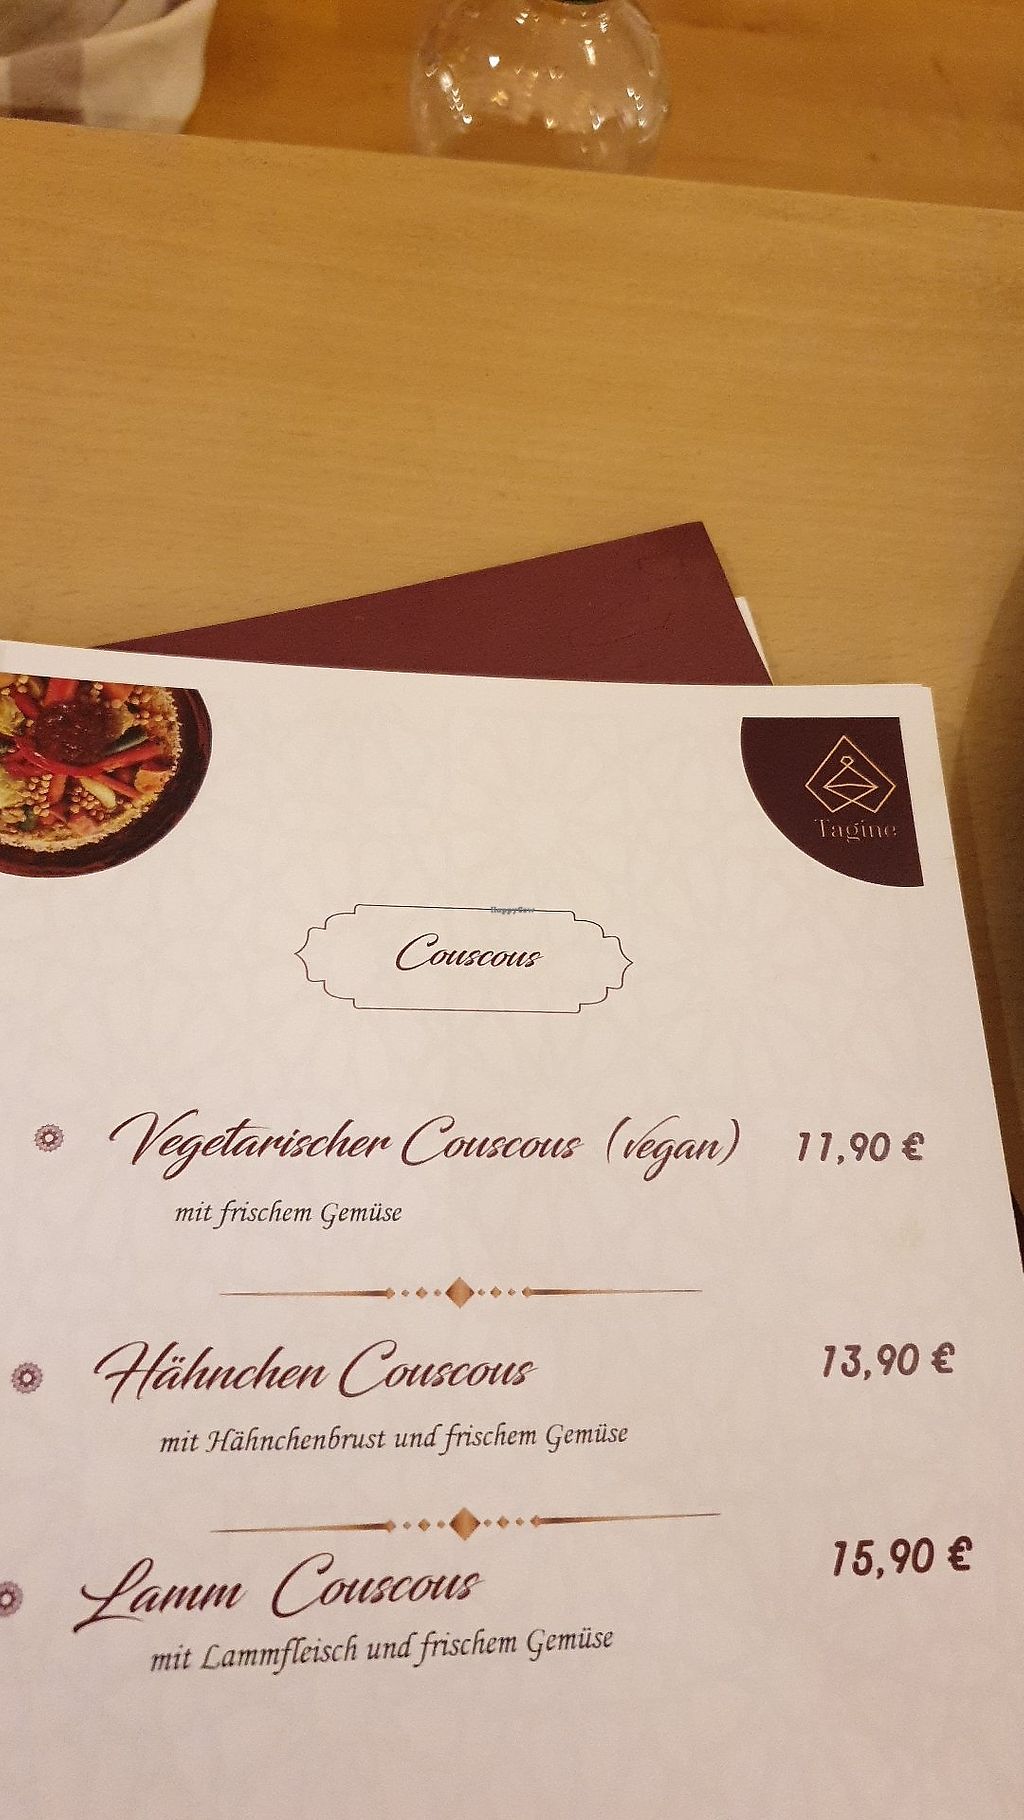 Tagine
HappyCow
Couscous
Vegetarischer Couscous (vegan) 11,90 €
mit frischem Gemüse
Hähnchen Couscous 13,90 €
mit Hähnchenbrust und frischem Gemüse
Lamm Couscous 15,90 €
mit Lammfleisch und frischem Gemüse